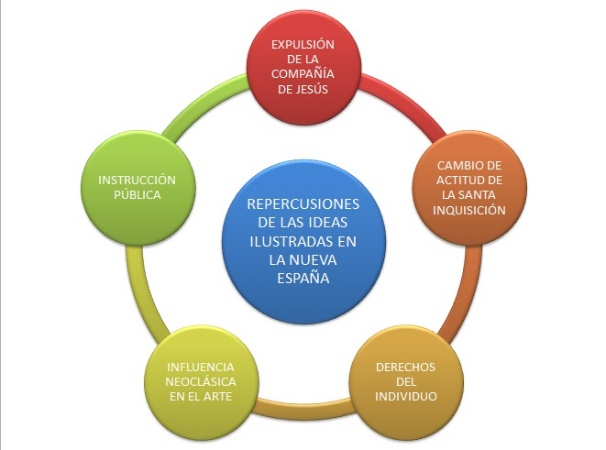 EXPULSIÓN
DE LA
COMPAÑÍA
DE JESÚS
CAMBIO DE
ACTITUD DE
LA SANTA
INQUISICIÓN
DERECHOS
DEL
INDIVIDUO
INFLUENCIA
NEOCLÁSICA
EN EL ARTE
INSTRUCCIÓN
PÚBLICA
REPERCUSIONES
DE LAS IDEAS
ILUSTRADAS EN
LA NUEVA
ESPAÑA